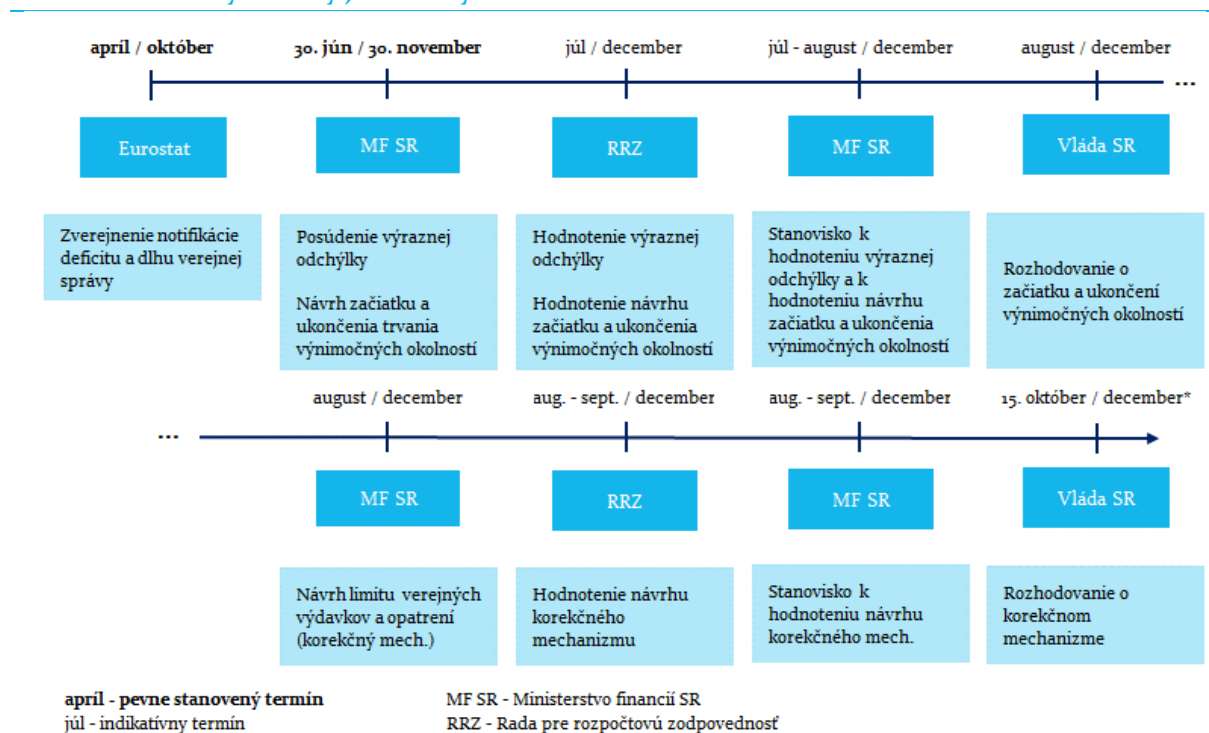 apríl / október
30. jún / 30. november
júl / december
júl - august / december
august / december
...
Eurostat
MF SR
RRZ
MF SR
Vláda SR
Zverejnenie notifikácie
deficitu a dlhu verejnej
správy
Posúdenie výraznej
odchýlky
Návrh začiatku a
ukončenia trvania
výnimočných okolností
Hodnotenie výraznej
odchýlky
Hodnotenie návrhu
začiatku a ukončenia
výnimočných okolností
Stanovisko k
hodnoteniu výraznej
odchýlky a k
hodnoteniu návrhu
začiatku a ukončenia
výnimočných okolností
Rozhodovanie o
začiatku a ukončení
výnimočných okolností
...
august / december
aug. - sept. / december
aug. - sept. / december
15. október / december*
MF SR
RRZ
MF SR
Vláda SR
Návrh limitu verejných
výdavkov a opatrení
(korekčný mech.)
Hodnotenie návrhu
korekčného
mechanizmu
Stanovisko k
hodnoteniu návrhu
korekčného mech.
Rozhodovanie o
korekčnom
mechanizme
apríl - pevne stanovený termín
júl - indikatívny termín
MF SR - Ministerstvo financií SR
RRZ - Rada pre rozpočtovú zodpovednosť